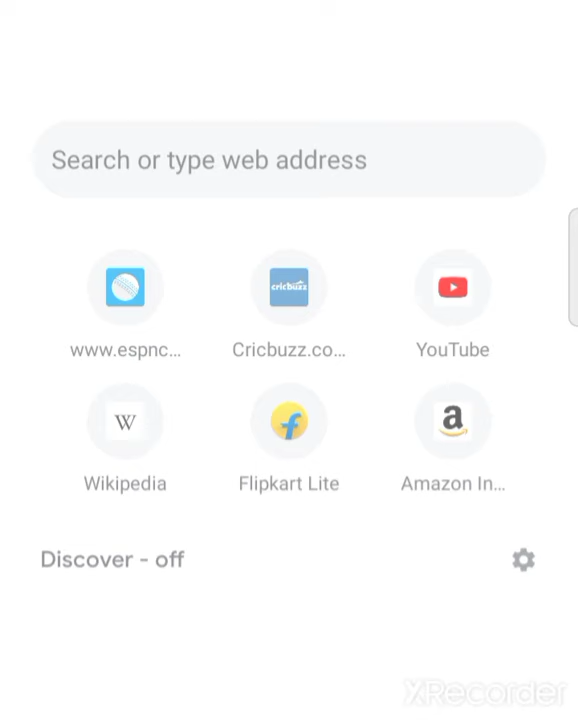 Search or type web address
cricbuzz
www.espnc... Cricbuzz.co... YouTube
W f a
Wikipedia Flipkart Lite Amazon In...
Discover - off
XRecorder